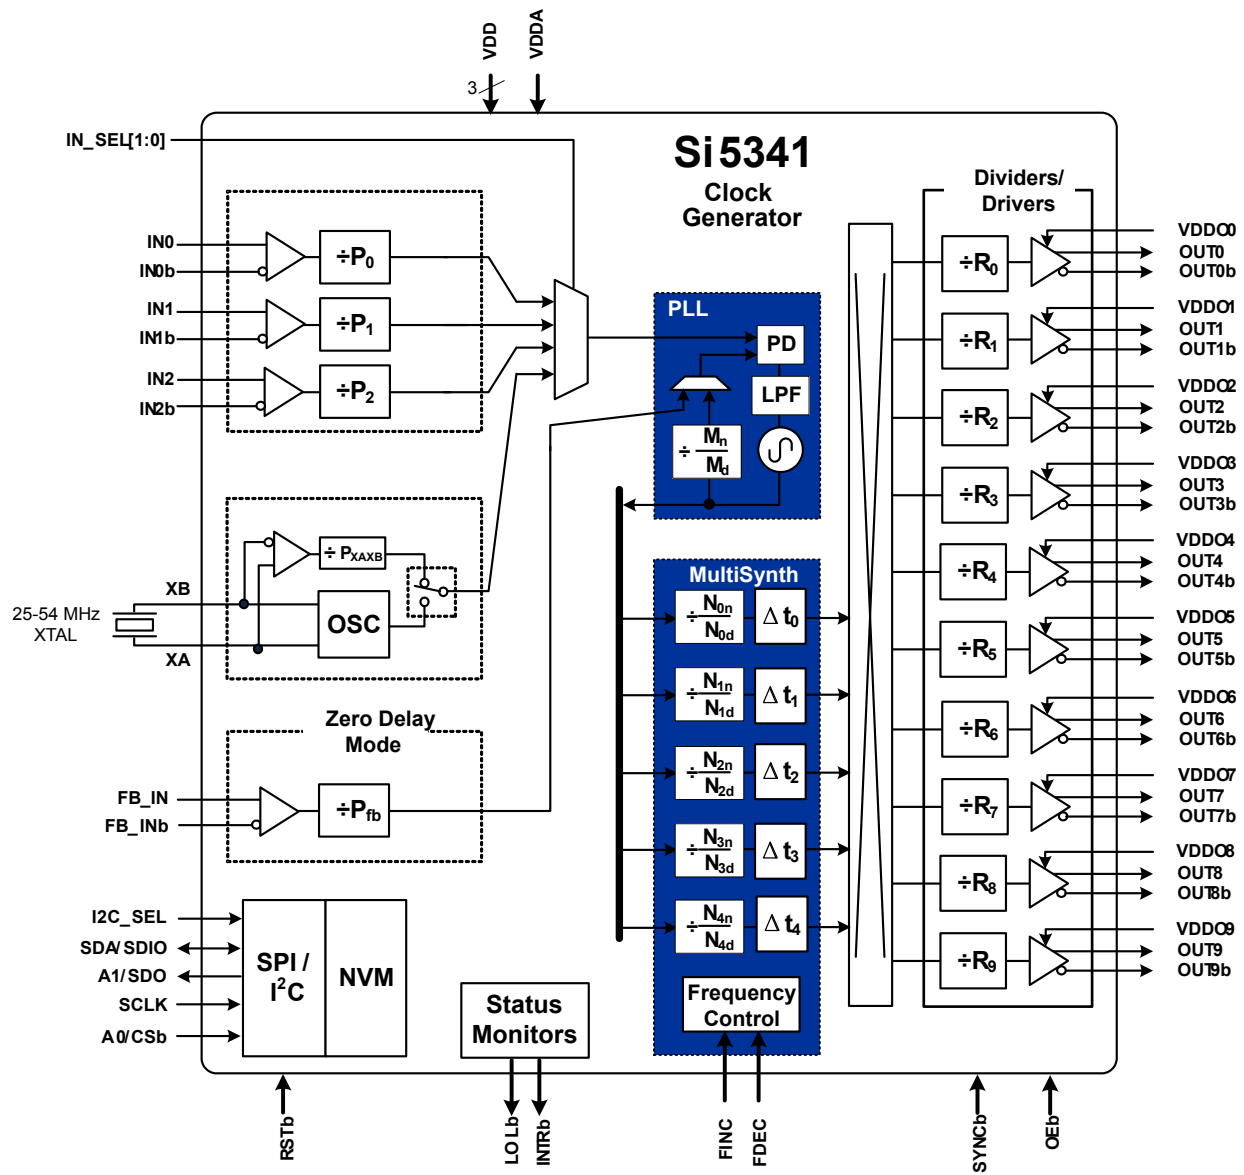 VDD
VDDA
3
IN_SEL[1:0]
Si5341
Clock
Generator
Dividers/
Drivers
IN0
IN0b
÷P0
IN1
IN1b
÷P1
IN2
IN2b
÷P2
PLL
PD
LPF
÷ Mn
Md
25-54 MHz
XTAL
XB
XA
÷ PXAXB
OSC
Zero Delay
Mode
FB_IN
FB_INb
÷Pfb
MultiSynth
÷ N0n
N0d
Δ t0
÷ N1n
N1d
Δ t1
÷ N2n
N2d
Δ t2
÷ N3n
N3d
Δ t3
÷ N4n
N4d
Δ t4
Frequency
Control
÷R0
VDDO0
OUT0
OUT0b
÷R1
VDDO1
OUT1
OUT1b
÷R2
VDDO2
OUT2
OUT2b
÷R3
VDDO3
OUT3
OUT3b
÷R4
VDDO4
OUT4
OUT4b
÷R5
VDDO5
OUT5
OUT5b
÷R6
VDDO6
OUT6
OUT6b
÷R7
VDDO7
OUT7
OUT7b
÷R8
VDDO8
OUT8
OUT8b
÷R9
VDDO9
OUT9
OUT9b
I2C_SEL
SDA/SDIO
A1/SDO
SCLK
A0/CSb
SPI /
I²C
NVM
Status
Monitors
RSTb
LOLb
INTRb
FINC
FDEC
SYNCb
OEb